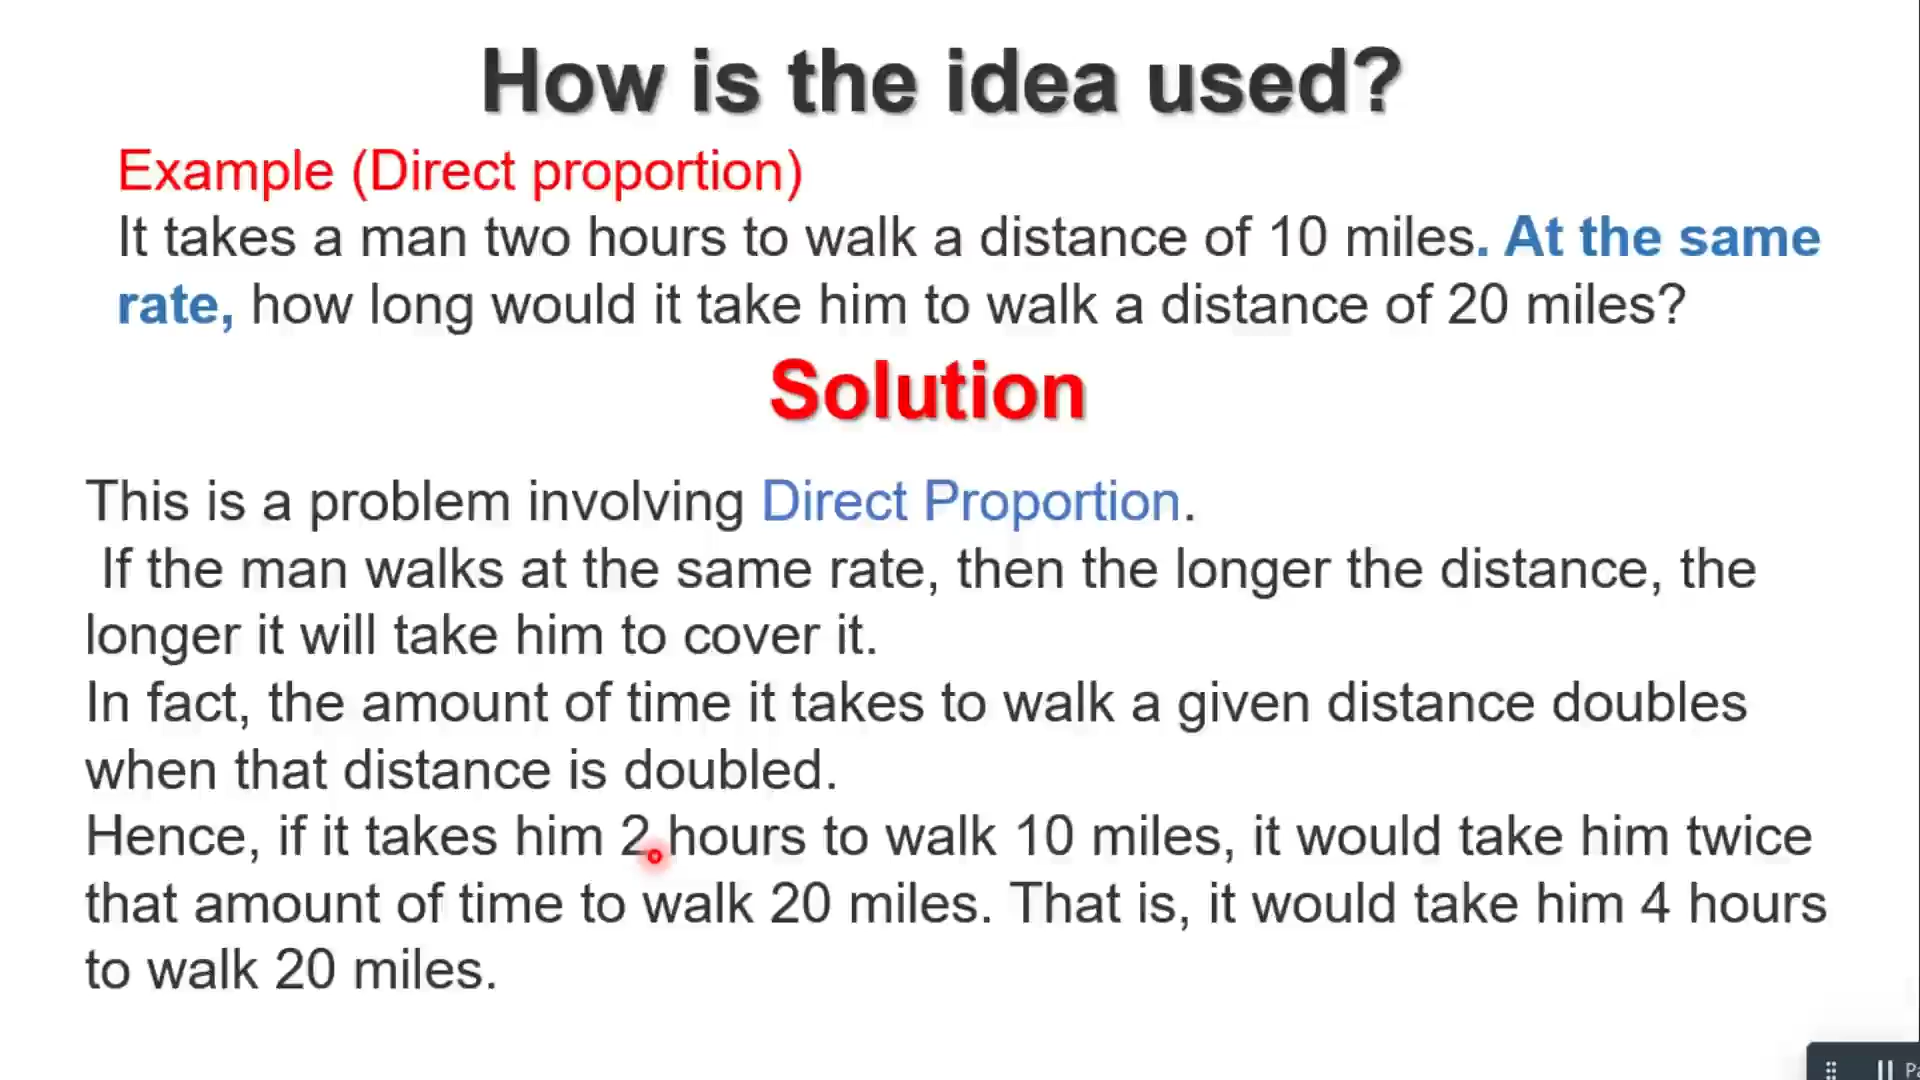 How is the idea used?
Example (Direct proportion)
It takes a man two hours to walk a distance of 10 miles. At the same
rate, how long would it take him to walk a distance of 20 miles?
Solution
This is a problem involving Direct Proportion.
If the man walks at the same rate, then the longer the distance, the
longer it will take him to cover it.
In fact, the amount of time it takes to walk a given distance doubles
when that distance is doubled.
Hence, if it takes him 2 hours to walk 10 miles, it would take him twice
that amount of time to walk 20 miles. That is, it would take him 4 hours
to walk 20 miles.